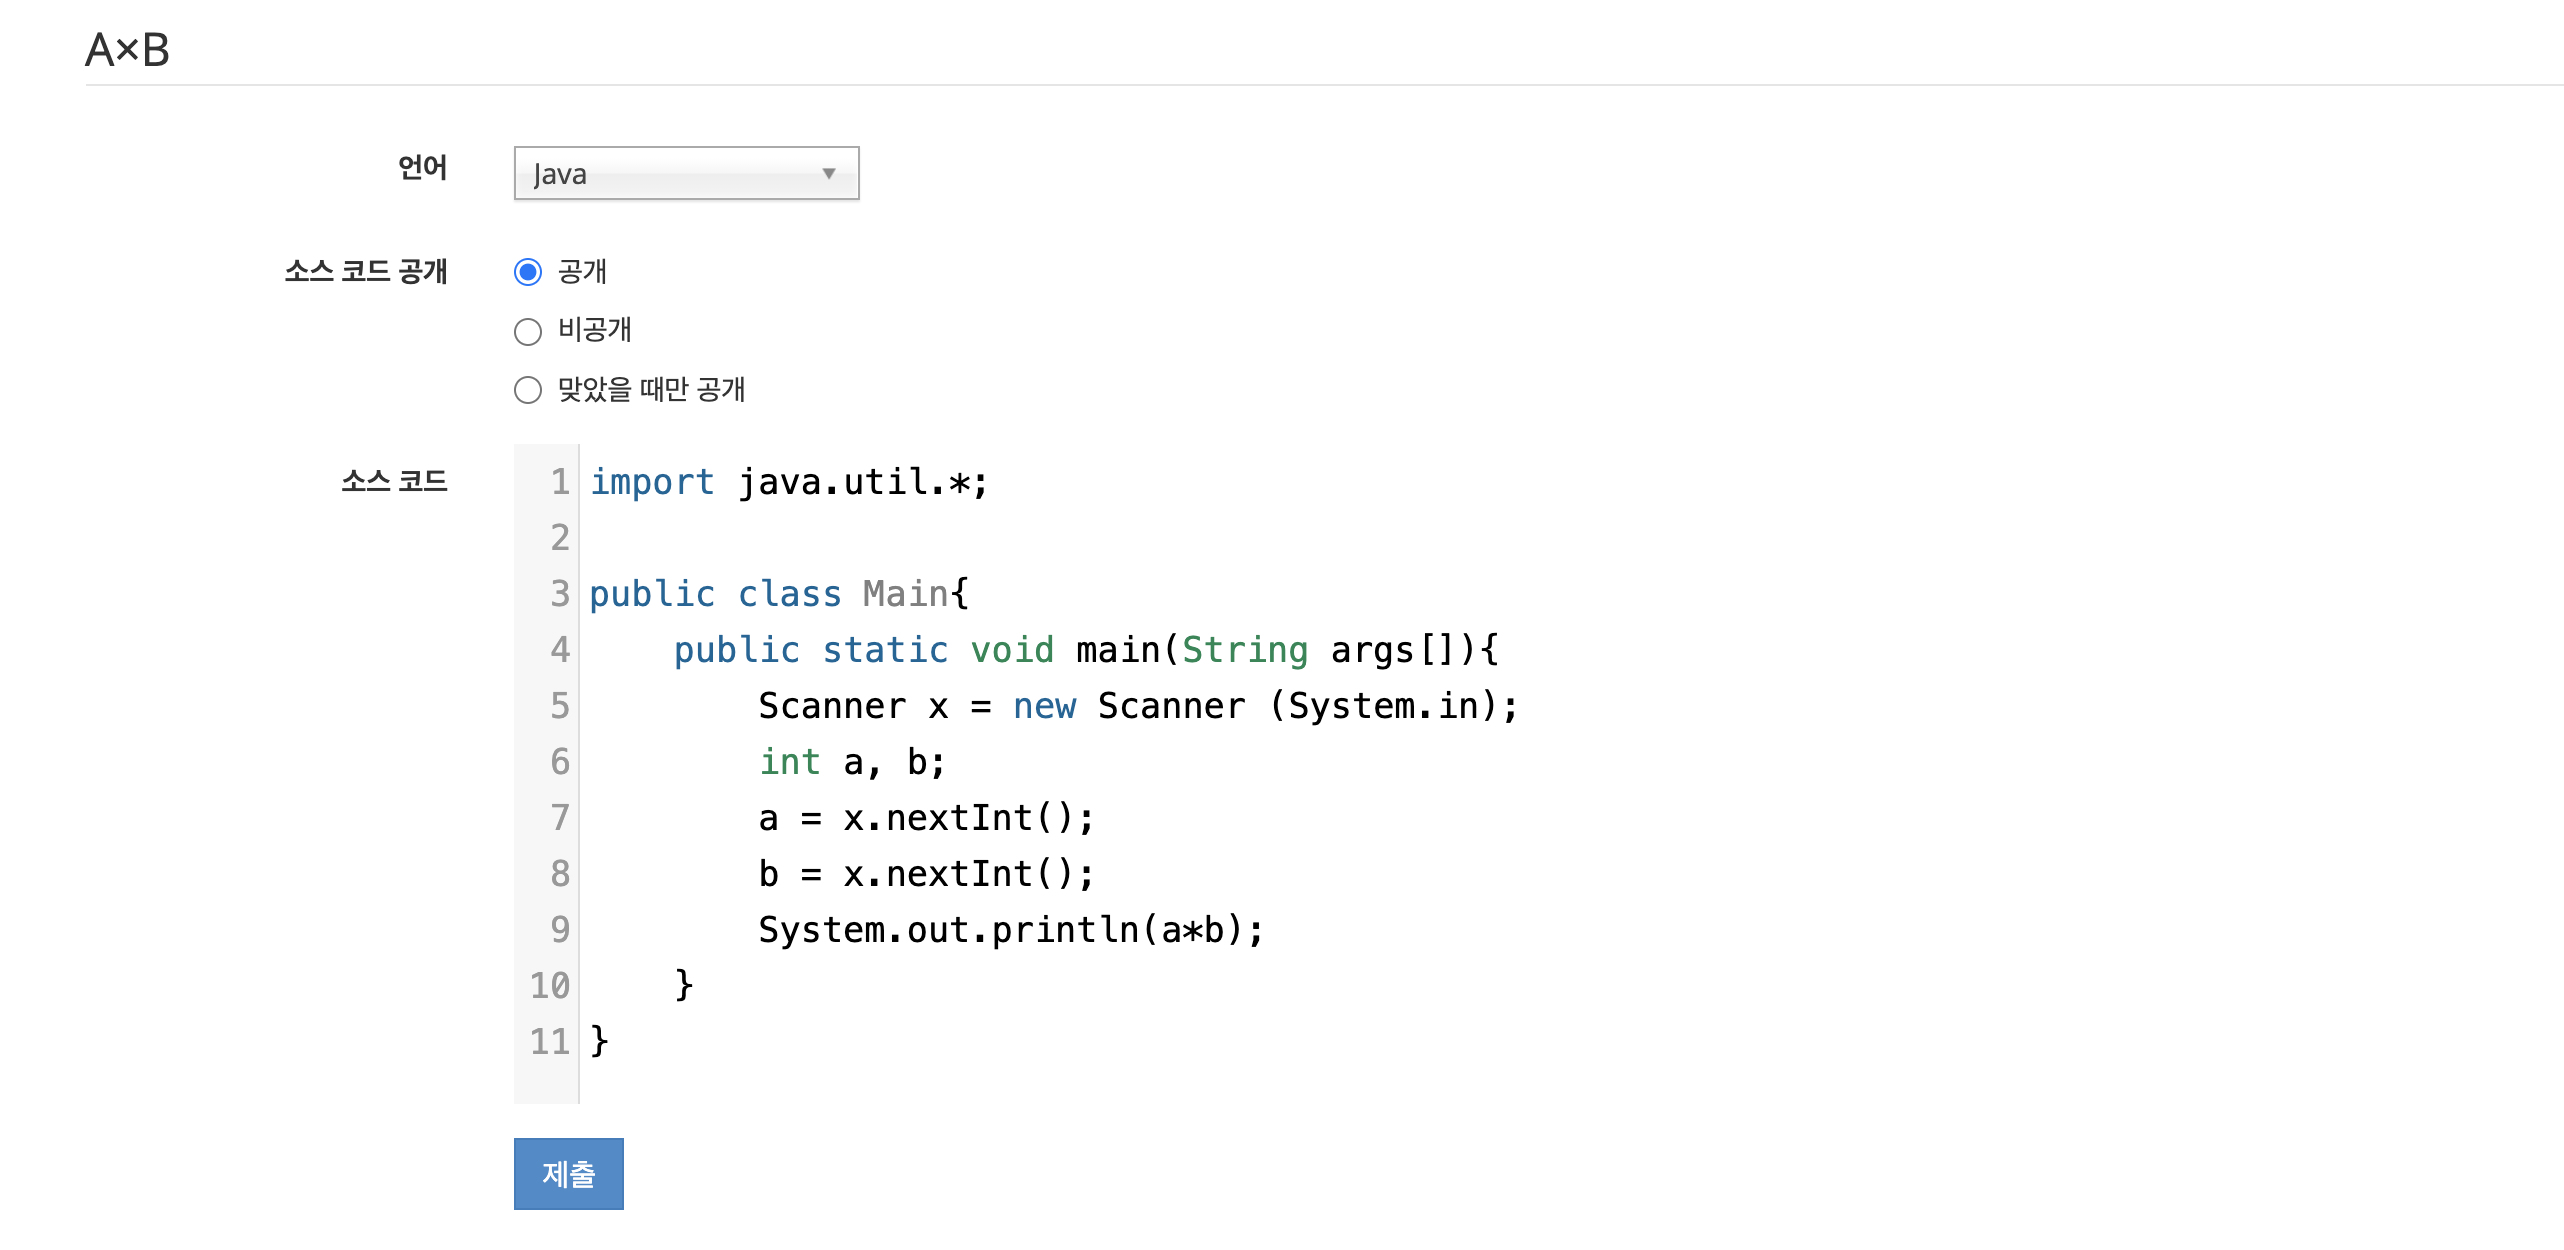 A×B
언어 Java ▼
소스 코드 공개 공개
비공개
맞았을 때만 공개
소스 코드
1 import java.util.*;
2
3 public class Main{
4     public static void main(String args[]){
5         Scanner x = new Scanner (System.in);
6         int a, b;
7         a = x.nextInt();
8         b = x.nextInt();
9         System.out.println(a*b);
10     }
11 }
제출